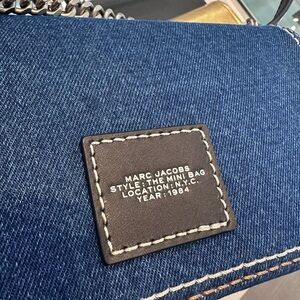 MARC JACOBS
STYLE: THE MINI BAG
LOCATION: N.Y.C.
YEAR: 1984